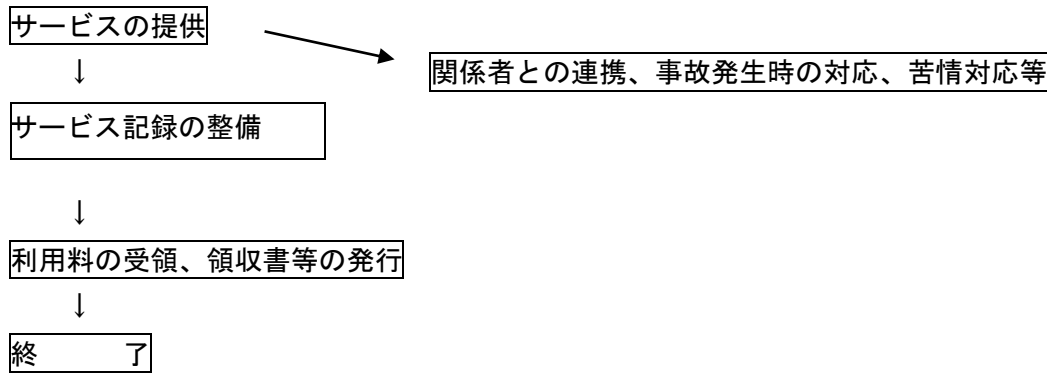 サービスの提供
↓
関係者との連携、事故発生時の対応、苦情対応等
サービス記録の整備
↓
利用料の受領、領収書等の発行
↓
終　　　了